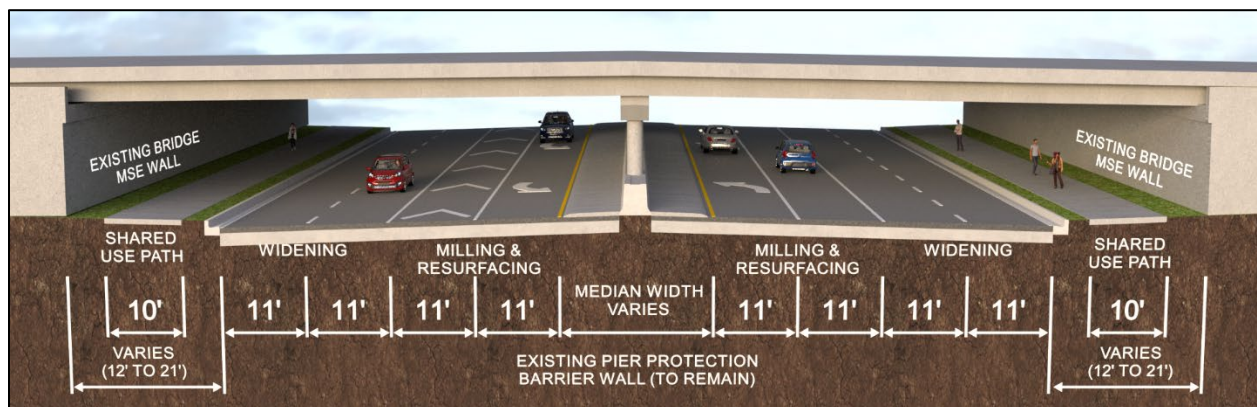 EXISTING BRIDGE
MSE WALL
EXISTING BRIDGE
MSE WALL
SHARED
USE PATH
WIDENING
MILLING &
RESURFACING
MEDIAN WIDTH
VARIES
MILLING &
RESURFACING
WIDENING
SHARED
USE PATH
10'
11'
11'
11'
11'
11'
11'
11'
11'
10'
VARIES
(12' TO 21')
EXISTING PIER PROTECTION
BARRIER WALL (TO REMAIN)
VARIES
(12' TO 21')